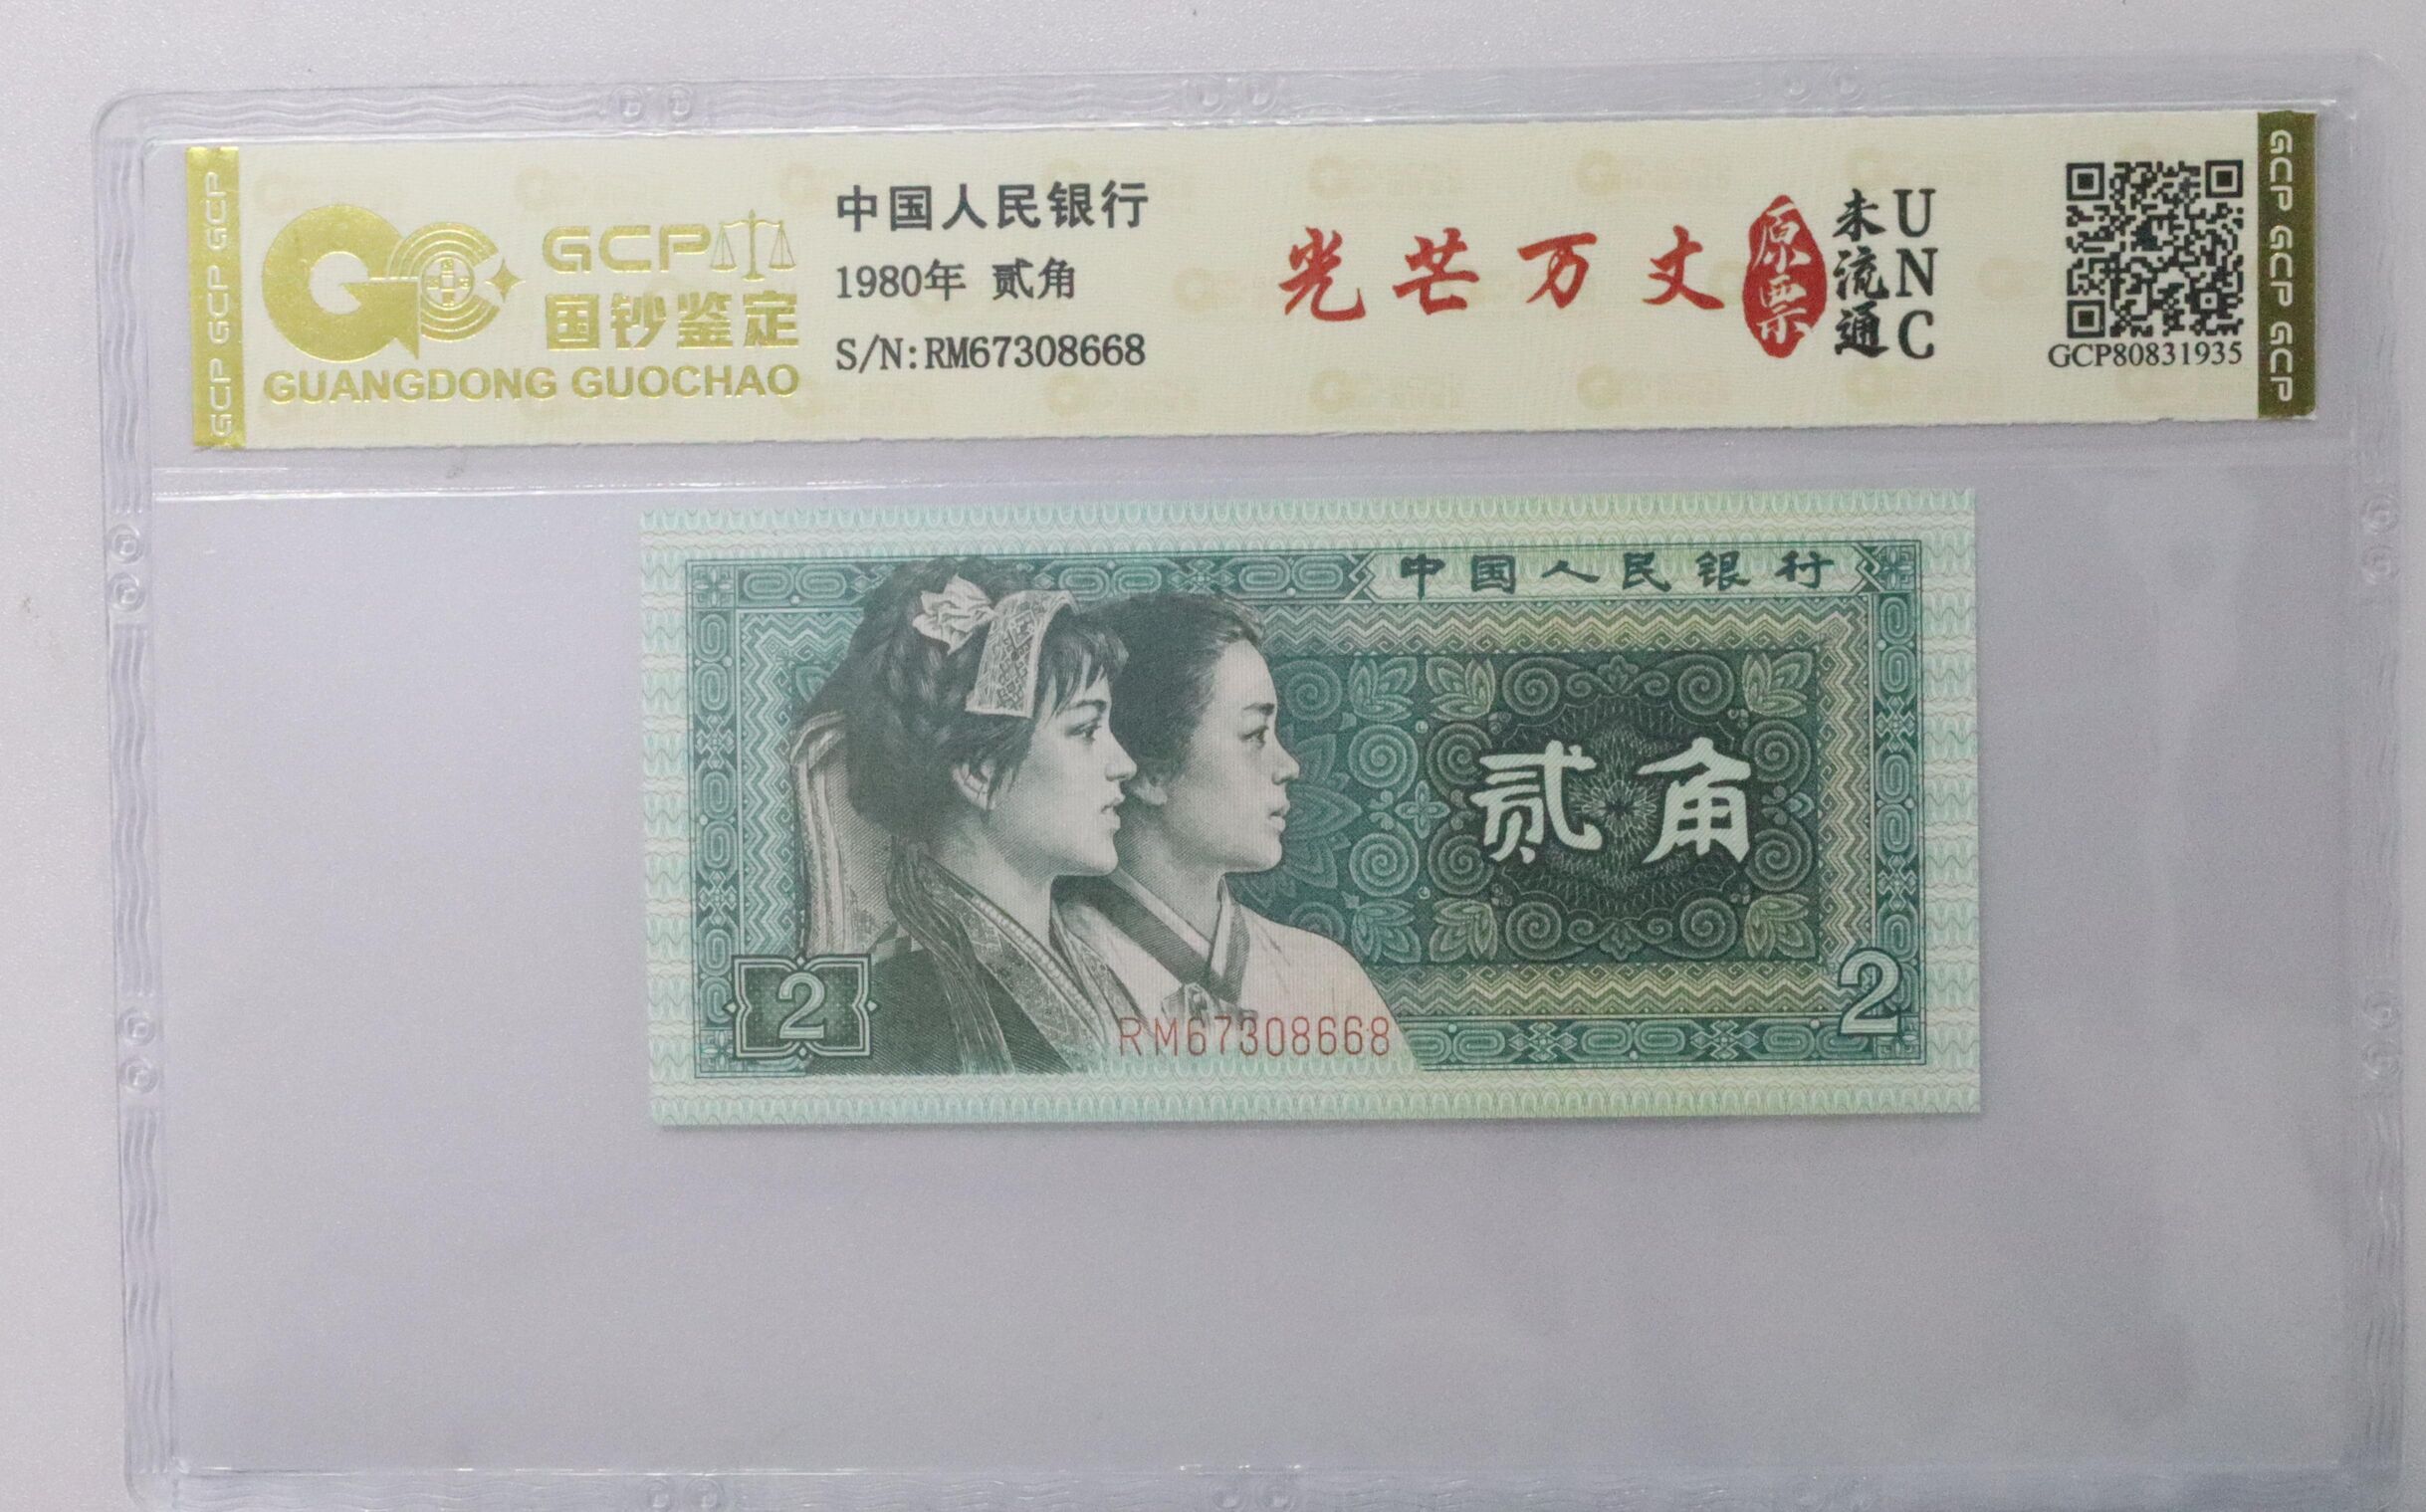 GCP GCP GCP
GCP
国钞鉴定
GUANGDONG GUOCHAO
中国人民银行
1980年 贰角
S/N:RM67308668
光芒万丈
原票
未流通
UNC
GCP80831935
GCP GCP GCP
中国人民银行
贰角
2
2
RM67308668